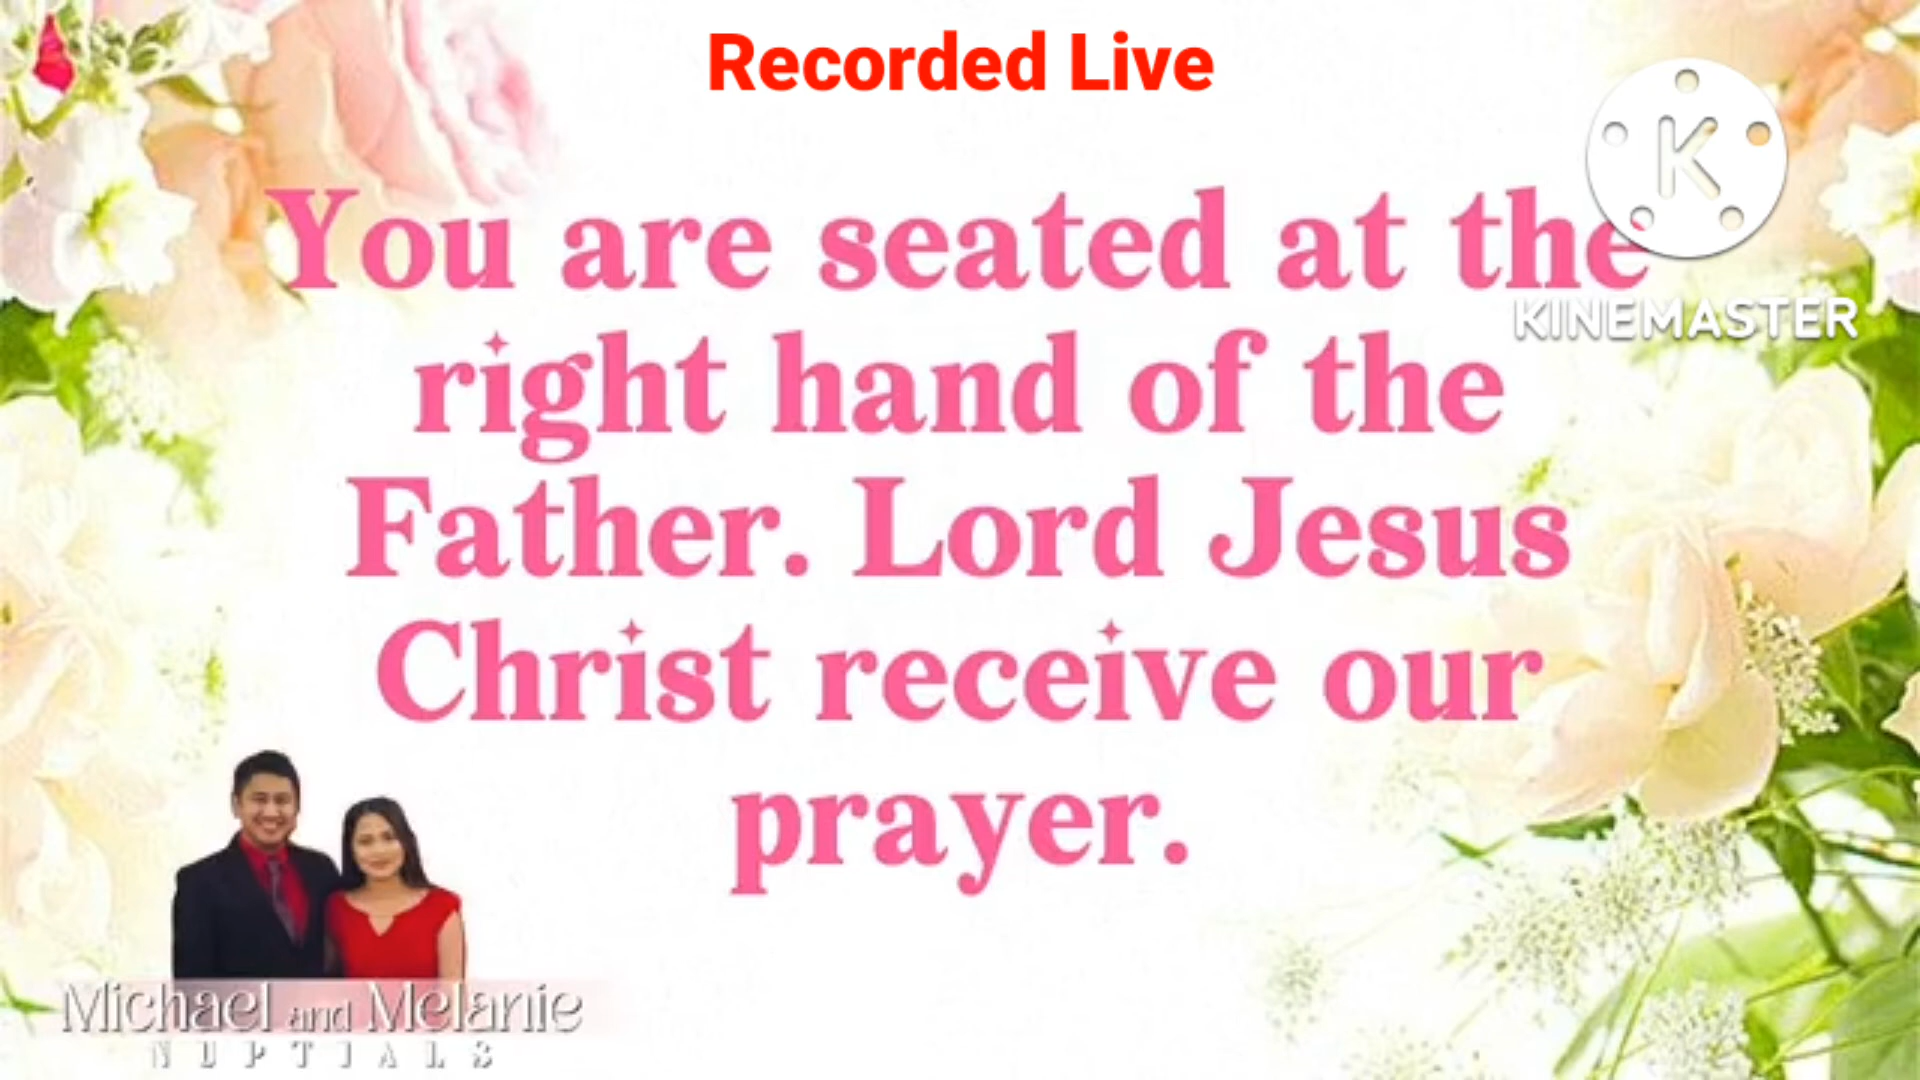 Recorded Live
You are seated at the
right hand of the
Father. Lord Jesus
Christ receive our
prayer.
K
KINEMASTER
Michael and Melanie
NUPTIALS